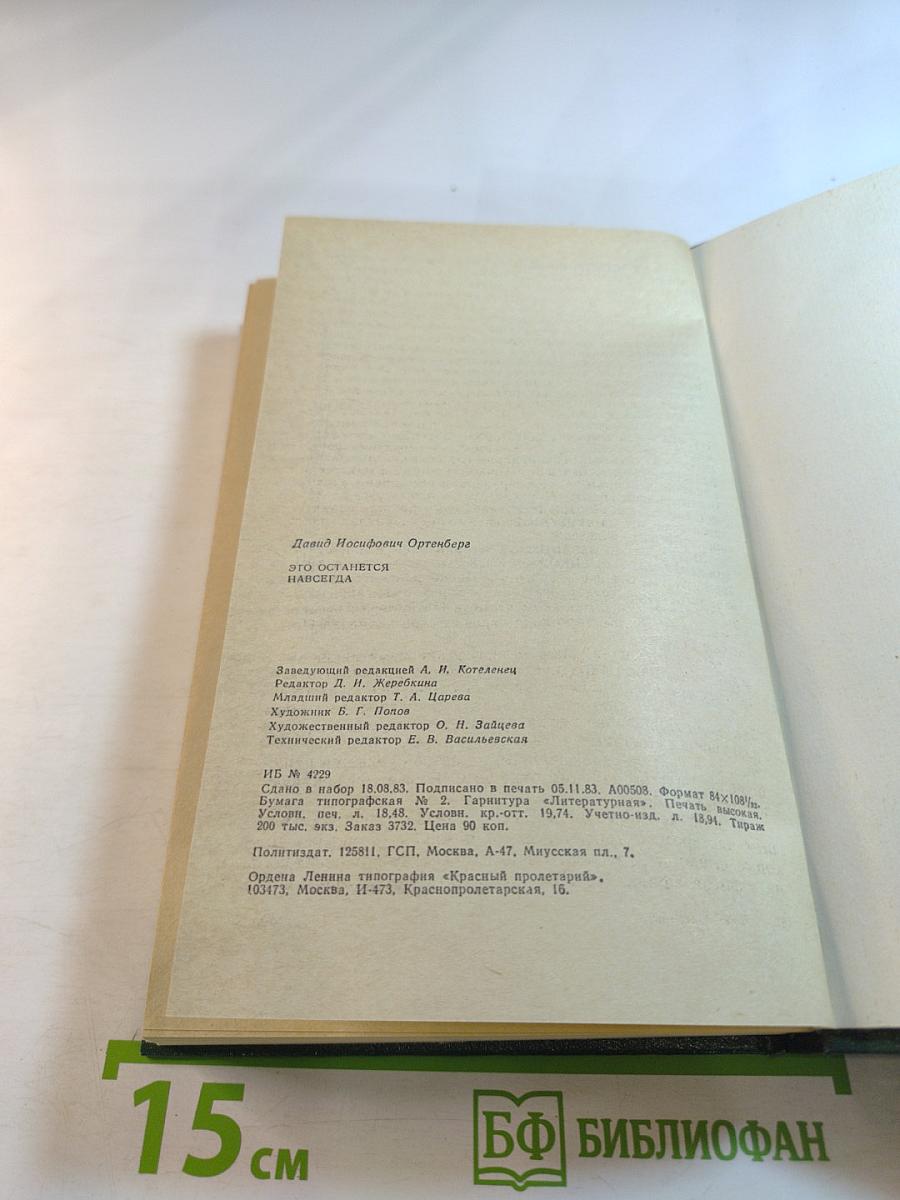 Давид Иосифович Ортенберг
ЭТО ОСТАНЕТСЯ
НАВСЕГДА
Заведующий редакцией А. И. Котеленец
Редактор Д. И. Жеребкина
Младший редактор Т. А. Царева
Художник Б. Г. Попов
Художественный редактор О. Н. Зайцева
Технический редактор Е. В. Васильевская
ИБ № 4229
Сдано в набор 18.08.83. Подписано в печать 05.11.83. А00508. Формат 84×108¹/₃₂.
Бумага типографская № 2. Гарнитура «Литературная». Печать высокая.
Условн. печ. л. 18,48. Условн. кр.-отт. 19,74. Учетно-изд. л. 18,94. Тираж
200 тыс. экз. Заказ 3732. Цена 90 коп.
Политиздат. 125811, ГСП, Москва, А-47, Миусская пл., 7.
Ордена Ленина типография «Красный пролетарий».
103473, Москва, И-473, Краснопролетарская, 16.
15 см
БФ БИБЛИОФАН